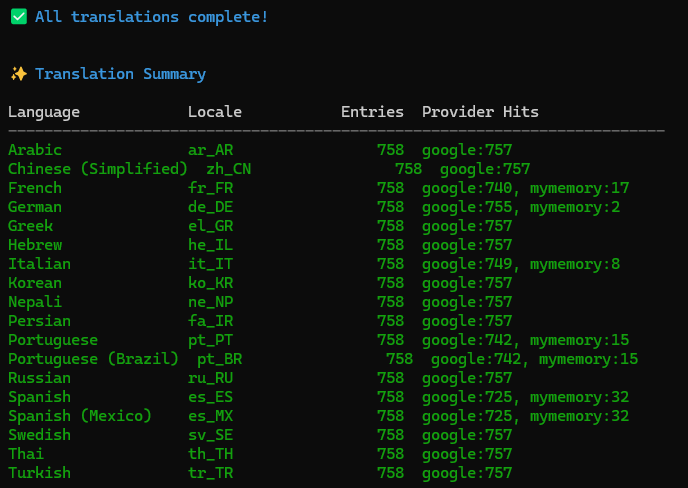 ✅ All translations complete!
✨ Translation Summary
Language Locale Entries Provider Hits
-------------------------------------------------------------------------
Arabic ar_AR 758 google:757
Chinese (Simplified) zh_CN 758 google:757
French fr_FR 758 google:740, mymemory:17
German de_DE 758 google:755, mymemory:2
Greek el_GR 758 google:757
Hebrew he_IL 758 google:757
Italian it_IT 758 google:749, mymemory:8
Korean ko_KR 758 google:757
Nepali ne_NP 758 google:757
Persian fa_IR 758 google:757
Portuguese pt_PT 758 google:742, mymemory:15
Portuguese (Brazil) pt_BR 758 google:742, mymemory:15
Russian ru_RU 758 google:757
Spanish es_ES 758 google:725, mymemory:32
Spanish (Mexico) es_MX 758 google:725, mymemory:32
Swedish sv_SE 758 google:757
Thai th_TH 758 google:757
Turkish tr_TR 758 google:757